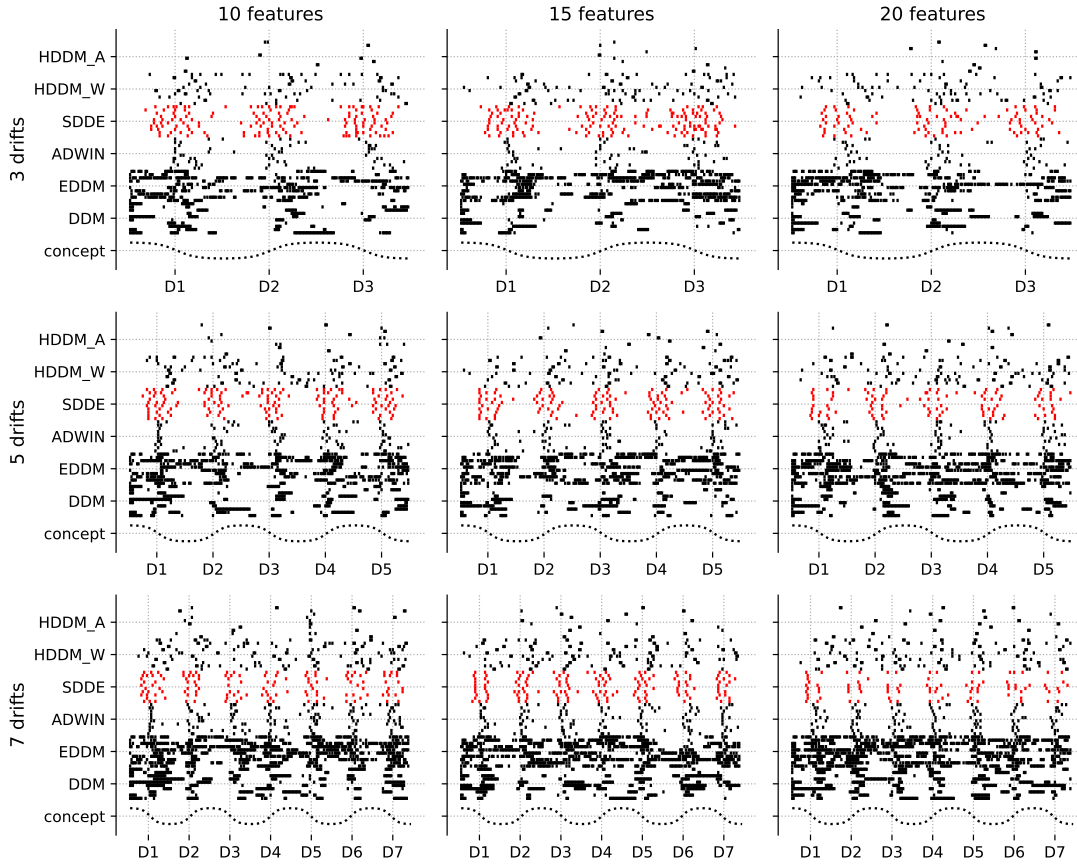 10 features
15 features
20 features
3 drifts
HDDM_A
HDDM_W
SDDE
ADWIN
EDDM
DDM
concept
D1 D2 D3
D1 D2 D3
D1 D2 D3
5 drifts
HDDM_A
HDDM_W
SDDE
ADWIN
EDDM
DDM
concept
D1 D2 D3 D4 D5
D1 D2 D3 D4 D5
D1 D2 D3 D4 D5
7 drifts
HDDM_A
HDDM_W
SDDE
ADWIN
EDDM
DDM
concept
D1 D2 D3 D4 D5 D6 D7
D1 D2 D3 D4 D5 D6 D7
D1 D2 D3 D4 D5 D6 D7